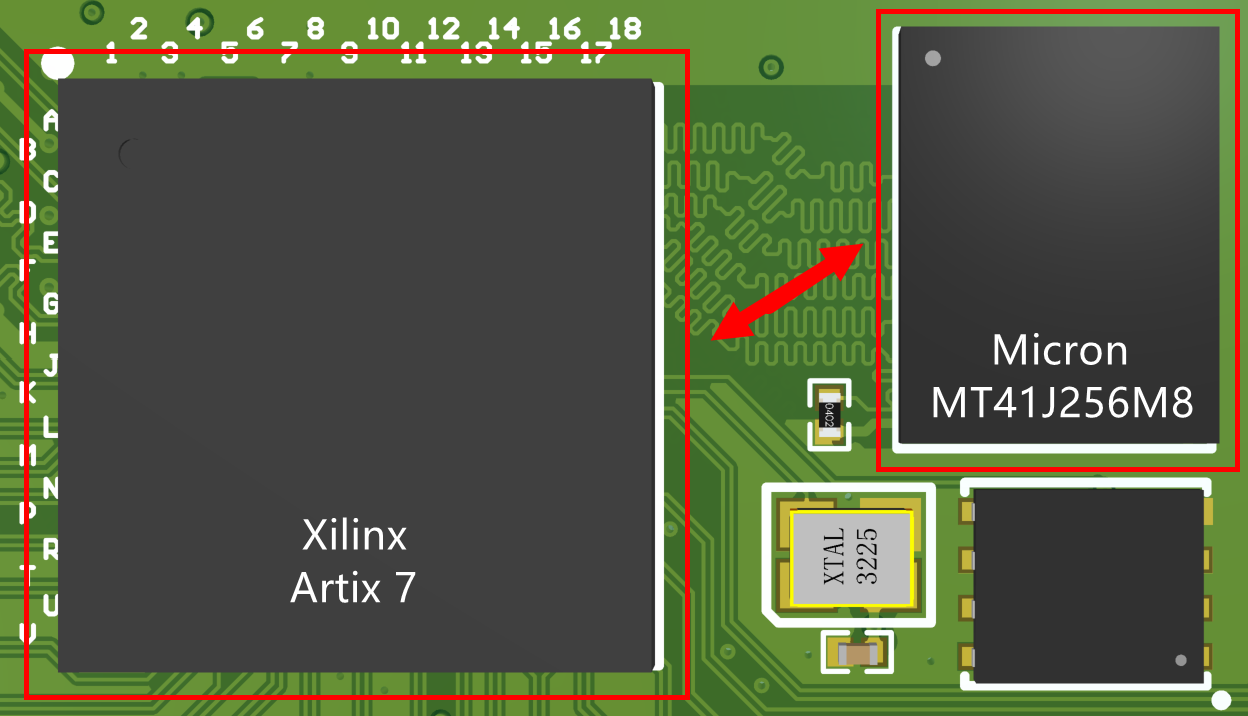 2 4 6 8 10 12 14 16 18
1 3 5 7 9 11 13 15 17
A
B
C
D
E
F
G
H
J
K
L
M
N
P
R
T
U
V
Xilinx
Artix 7
Micron
MT41J256M8
0402
XTAL
3225